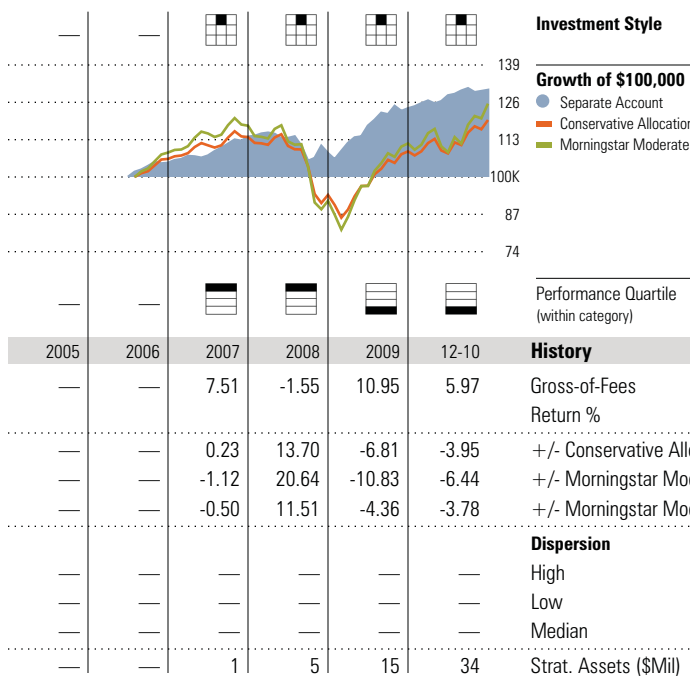 — — Investment Style
139
126
113
100K
87
74
Growth of $100,000
Separate Account
Conservative Allocation
Morningstar Moderate
— — Performance Quartile
(within category)
2005 2006 2007 2008 2009 12-10 History
— — 7.51 -1.55 10.95 5.97 Gross-of-Fees
Return %
— — 0.23 13.70 -6.81 -3.95 +/- Conservative Alle
— — -1.12 20.64 -10.83 -6.44 +/- Morningstar Mod
— — -0.50 11.51 -4.36 -3.78 +/- Morningstar Mod
Dispersion
— — — — — — High
— — — — — — Low
— — — — — — Median
— — 1 5 15 34 Strat. Assets ($Mil)